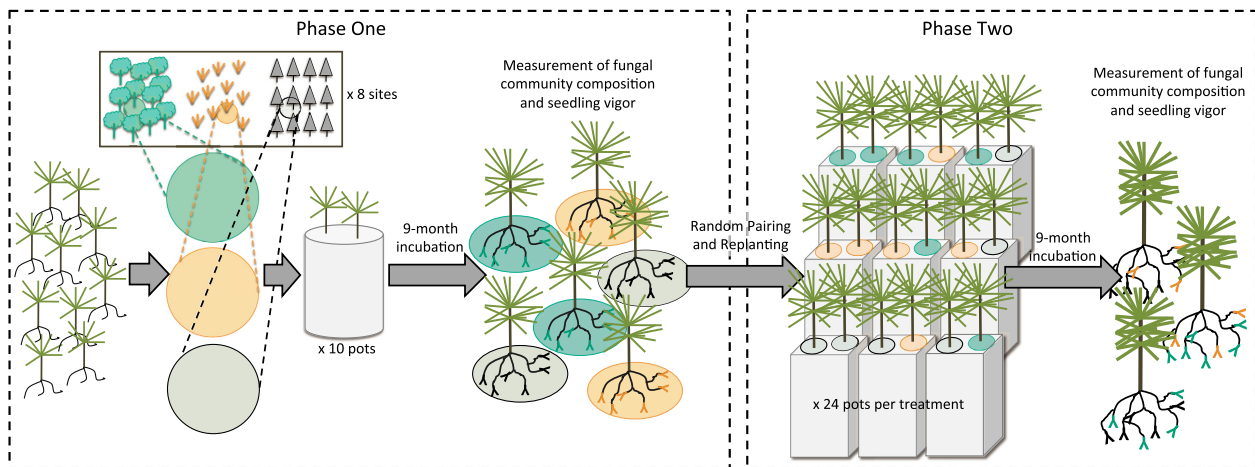 Phase One
x 8 sites
x 10 pots
9-month
incubation
Measurement of fungal
community composition
and seedling vigor
Random Pairing
and Replanting
Phase Two
x 24 pots per treatment
9-month
incubation
Measurement of fungal
community composition
and seedling vigor